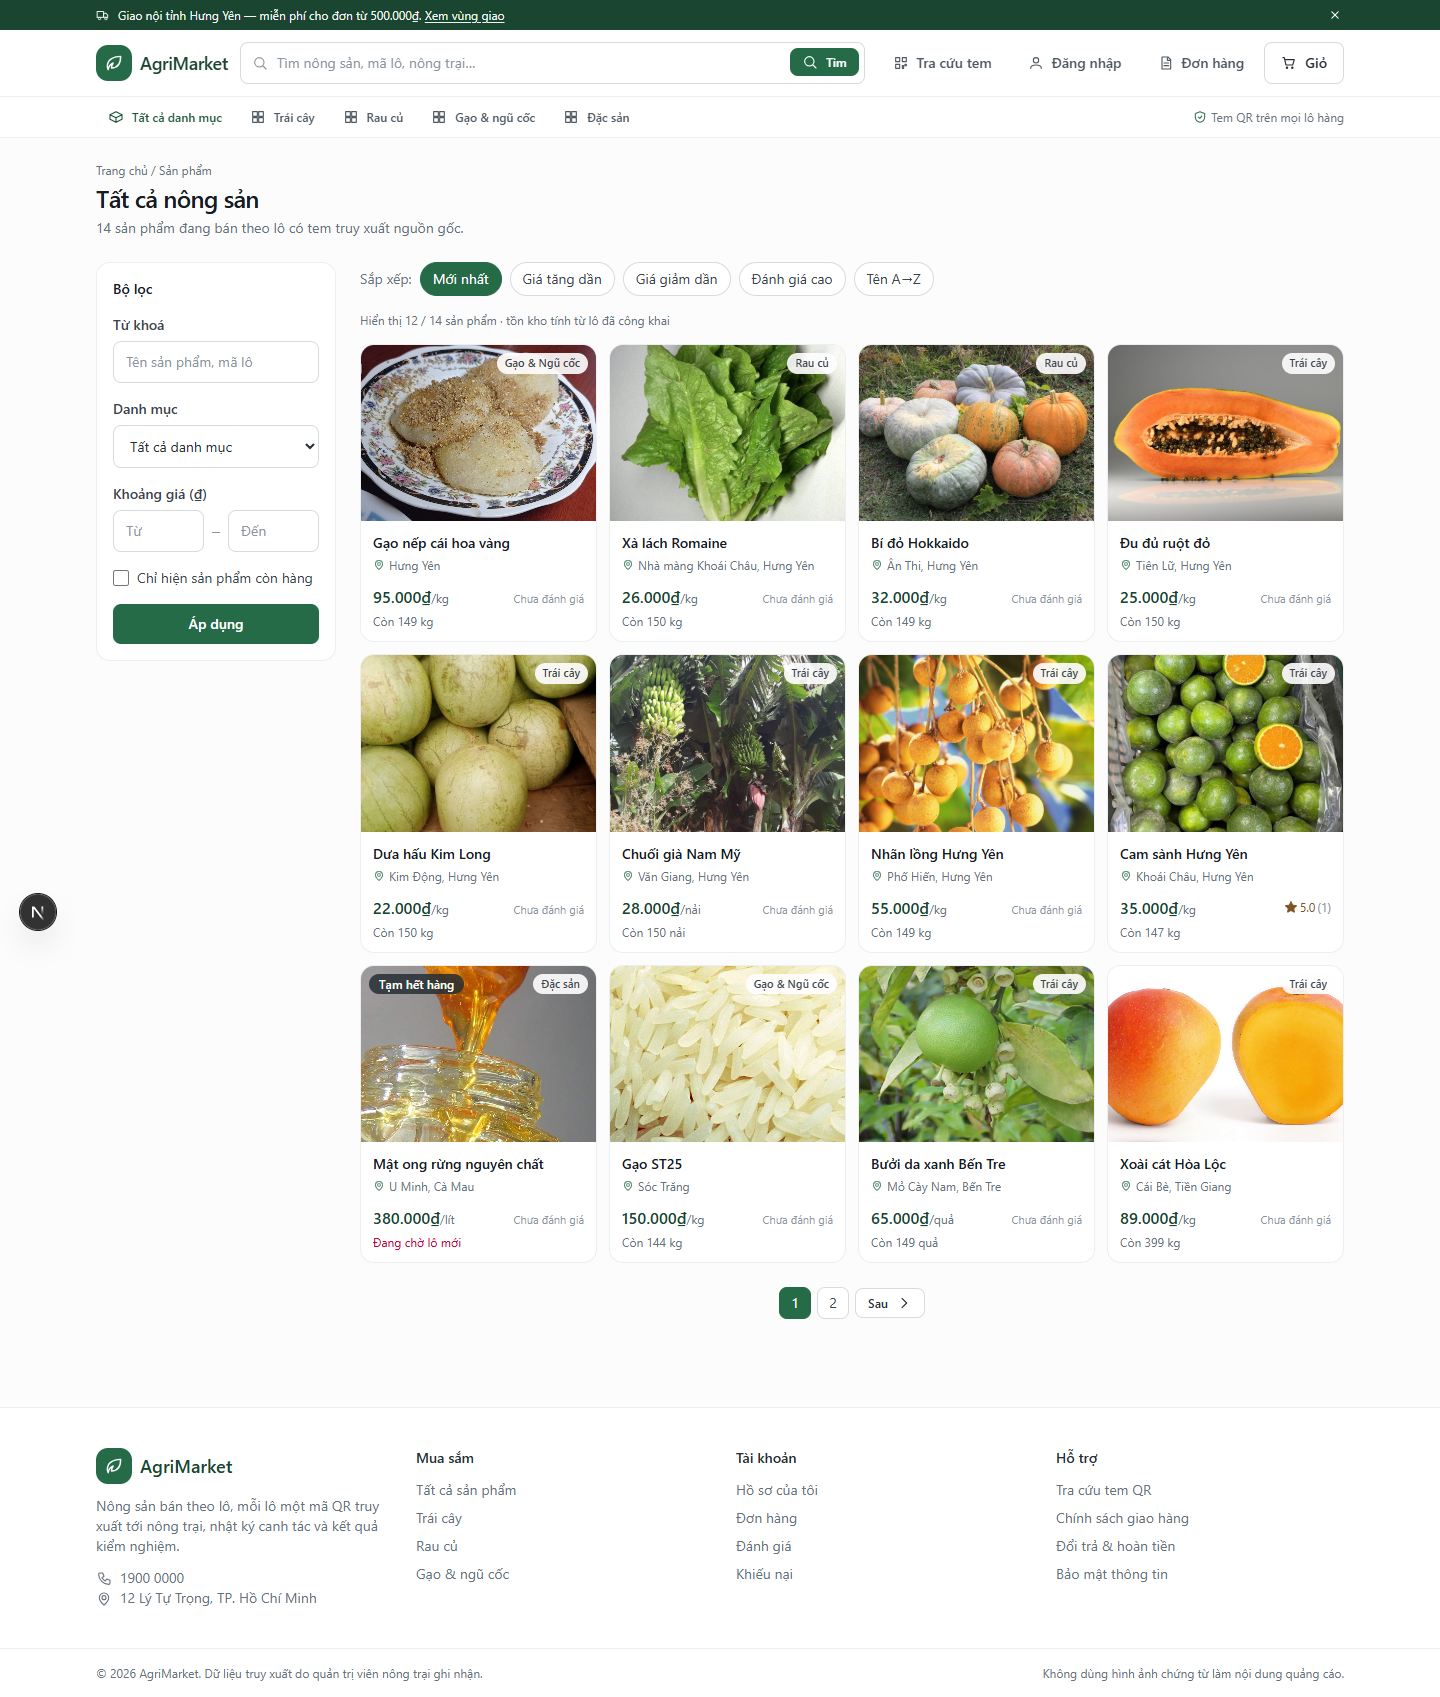 Giao nội tỉnh Hưng Yên — miễn phí cho đơn từ 500.000₫. Xem vùng giao
AgriMarket
Tìm nông sản, mã lô, nông trại...
Tìm
Tra cứu tem
Đăng nhập
Đơn hàng
Giỏ
Tất cả danh mục
Trái cây
Rau củ
Gạo & ngũ cốc
Đặc sản
Tem QR trên mọi lô hàng
Trang chủ / Sản phẩm
Tất cả nông sản
14 sản phẩm đang bán theo lô có tem truy xuất nguồn gốc.
Bộ lọc
Từ khoá
Tên sản phẩm, mã lô
Danh mục
Tất cả danh mục
Khoảng giá (₫)
Từ – Đến
Chỉ hiện sản phẩm còn hàng
Áp dụng
Sắp xếp:
Mới nhất
Giá tăng dần
Giá giảm dần
Đánh giá cao
Tên A→Z
Hiển thị 12 / 14 sản phẩm · tồn kho tính từ lô đã công khai
Gạo & Ngũ cốc
Gạo nếp cái hoa vàng
Hưng Yên
95.000₫/kg
Chưa đánh giá
Còn 149 kg
Rau củ
Xà lách Romaine
Nhà màng Khoái Châu, Hưng Yên
26.000₫/kg
Chưa đánh giá
Còn 150 kg
Rau củ
Bí đỏ Hokkaido
Ân Thi, Hưng Yên
32.000₫/kg
Chưa đánh giá
Còn 149 kg
Trái cây
Đu đủ ruột đỏ
Tiên Lữ, Hưng Yên
25.000₫/kg
Chưa đánh giá
Còn 150 kg
Trái cây
Dưa hấu Kim Long
Kim Động, Hưng Yên
22.000₫/kg
Chưa đánh giá
Còn 150 kg
Trái cây
Chuối già Nam Mỹ
Văn Giang, Hưng Yên
28.000₫/nải
Chưa đánh giá
Còn 150 nải
Trái cây
Nhãn lồng Hưng Yên
Phố Hiến, Hưng Yên
55.000₫/kg
Chưa đánh giá
Còn 149 kg
Trái cây
Cam sành Hưng Yên
Khoái Châu, Hưng Yên
35.000₫/kg
5.0 (1)
Còn 147 kg
Tạm hết hàng
Đặc sản
Mật ong rừng nguyên chất
U Minh, Cà Mau
380.000₫/lít
Chưa đánh giá
Đang chờ lô mới
Gạo & Ngũ cốc
Gạo ST25
Sóc Trăng
150.000₫/kg
Chưa đánh giá
Còn 144 kg
Trái cây
Bưởi da xanh Bến Tre
Mỏ Cày Nam, Bến Tre
65.000₫/quả
Chưa đánh giá
Còn 149 quả
Trái cây
Xoài cát Hòa Lộc
Cái Bè, Tiền Giang
89.000₫/kg
Chưa đánh giá
Còn 399 kg
1
2
Sau
N
AgriMarket
Nông sản bán theo lô, mỗi lô một mã QR truy
xuất tới nông trại, nhật ký canh tác và kết quả
kiểm nghiệm.
1900 0000
12 Lý Tự Trọng, TP. Hồ Chí Minh
Mua sắm
Tất cả sản phẩm
Trái cây
Rau củ
Gạo & ngũ cốc
Tài khoản
Hồ sơ của tôi
Đơn hàng
Đánh giá
Khiếu nại
Hỗ trợ
Tra cứu tem QR
Chính sách giao hàng
Đổi trả & hoàn tiền
Bảo mật thông tin
© 2026 AgriMarket. Dữ liệu truy xuất do quản trị viên nông trại ghi nhận.
Không dùng hình ảnh chứng từ làm nội dung quảng cáo.